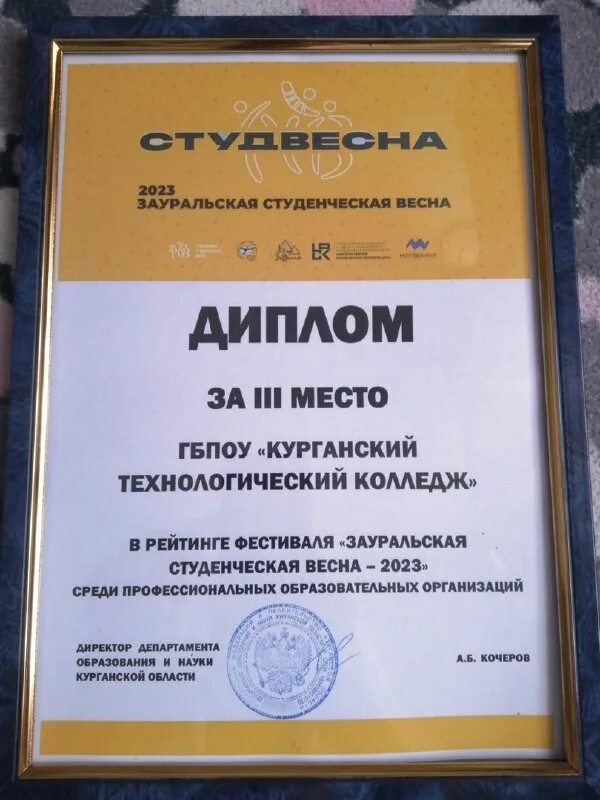 СТУДВЕСНА
2023
ЗАУРАЛЬСКАЯ СТУДЕНЧЕСКАЯ ВЕСНА
ДИПЛОМ
ЗА III МЕСТО
ГБПОУ «КУРГАНСКИЙ
ТЕХНОЛОГИЧЕСКИЙ КОЛЛЕДЖ»
В РЕЙТИНГЕ ФЕСТИВАЛЯ «ЗАУРАЛЬСКАЯ
СТУДЕНЧЕСКАЯ ВЕСНА – 2023»
СРЕДИ ПРОФЕССИОНАЛЬНЫХ ОБРАЗОВАТЕЛЬНЫХ ОРГАНИЗАЦИЙ
ДИРЕКТОР ДЕПАРТАМЕНТА
ОБРАЗОВАНИЯ И НАУКИ
КУРГАНСКОЙ ОБЛАСТИ
А.Б. КОЧЕРОВ